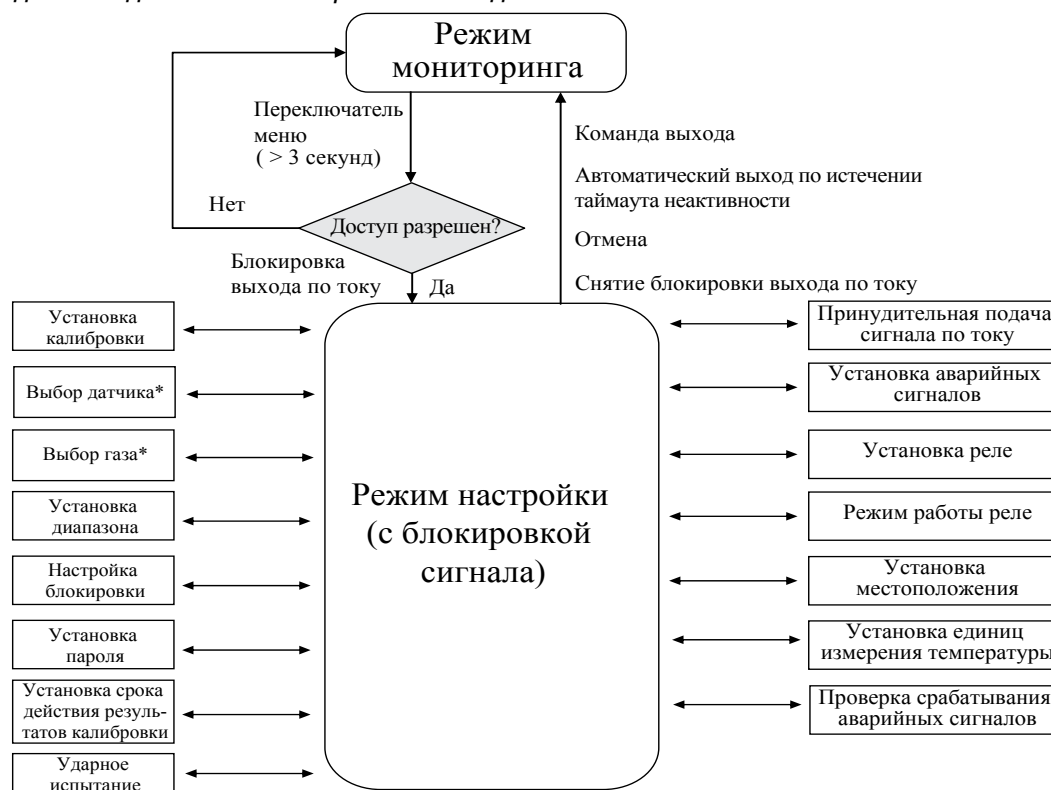 Режим
мониторинга
Переключатель
меню
( > 3 секунд)
Команда выхода
Автоматический выход по истечении
таймаута неактивности
Отмена
Снятие блокировки выхода по току
Нет
Доступ разрешен?
Блокировка
выхода по току
Да
Установка
калибровки
Выбор датчика*
Выбор газа*
Установка
диапазона
Настройка
блокировки
Установка
пароля
Установка срока
действия резуль-
татов калибровки
Ударное
испытание
Режим настройки
(с блокировкой
сигнала)
Принудительная подача
сигнала по току
Установка аварийных
сигналов
Установка реле
Режим работы реле
Установка
местоположения
Установка единиц
измерения температуры
Проверка срабатывания
аварийных сигналов